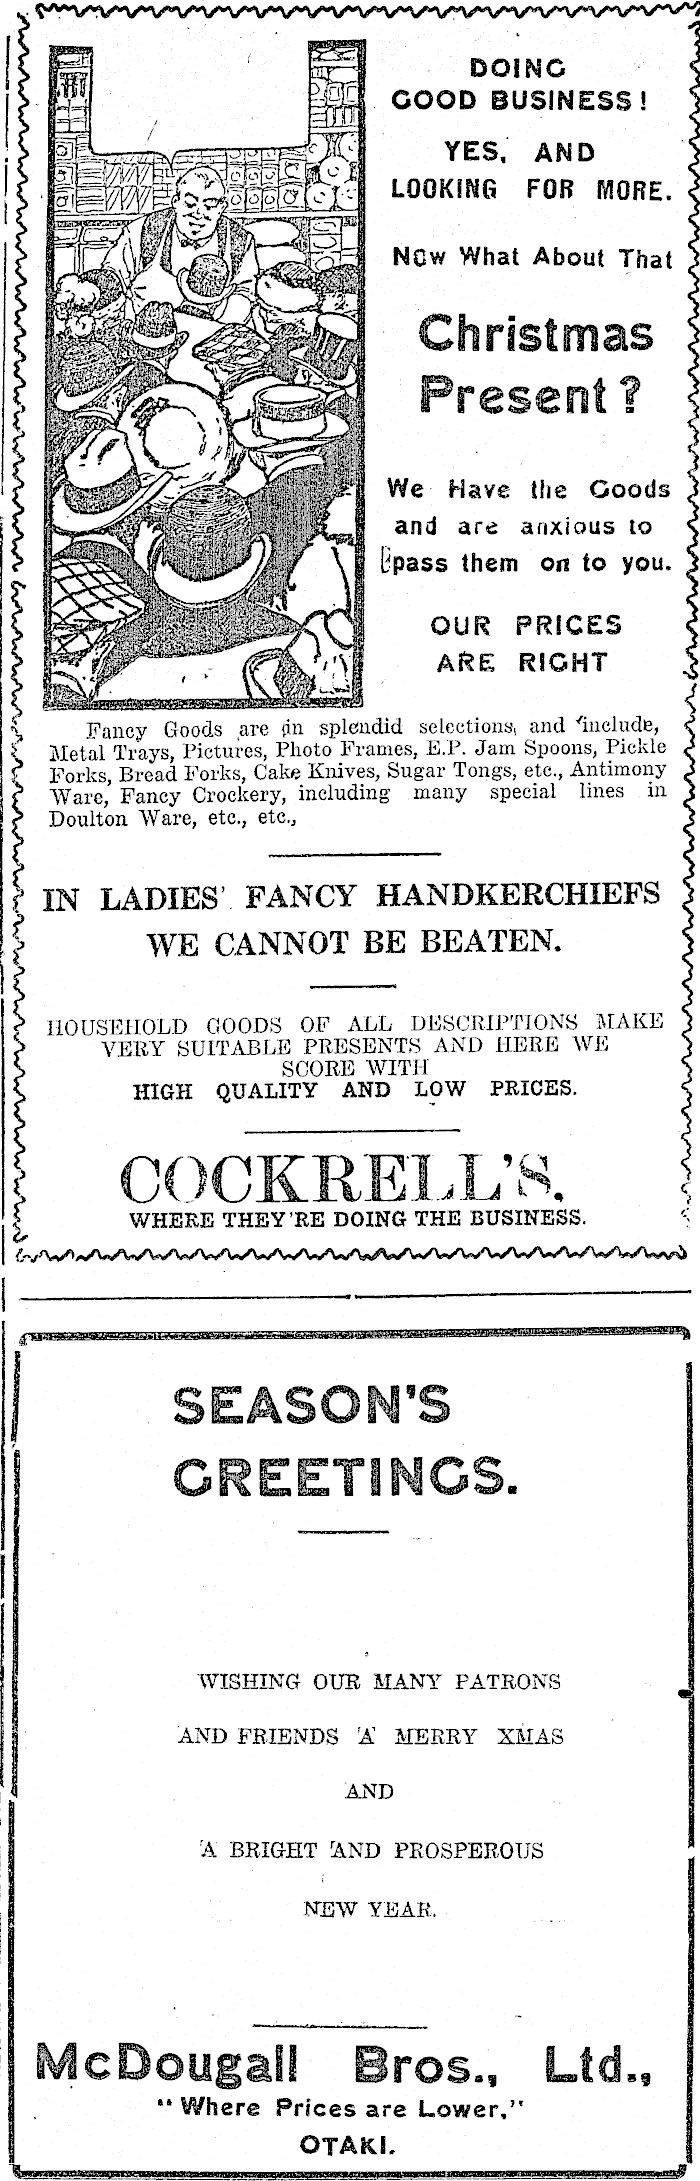 DOING
GOOD BUSINESS!
YES, AND
LOOKING FOR MORE.
Now What About That
Christmas
Present?
We Have the Goods
and are anxious to
pass them on to you.
OUR PRICES
ARE RIGHT
Fancy Goods are in splendid selections, and include,
Metal Trays, Pictures, Photo Frames, E.P. Jam Spoons, Pickle
Forks, Bread Forks, Cake Knives, Sugar Tongs, etc., Antimony
Ware, Fancy Crockery, including many special lines in
Doulton Ware, etc., etc.,
IN LADIES' FANCY HANDKERCHIEFS
WE CANNOT BE BEATEN.
HOUSEHOLD GOODS OF ALL DESCRIPTIONS MAKE
VERY SUITABLE PRESENTS AND HERE WE
SCORE WITH
HIGH QUALITY AND LOW PRICES.
COCKRELL'S.
WHERE THEY'RE DOING THE BUSINESS.
SEASON'S
GREETINGS.
WISHING OUR MANY PATRONS
AND FRIENDS A MERRY XMAS
AND
A BRIGHT AND PROSPEROUS
NEW YEAR.
McDougall Bros., Ltd.,
"Where Prices are Lower,"
OTAKI.